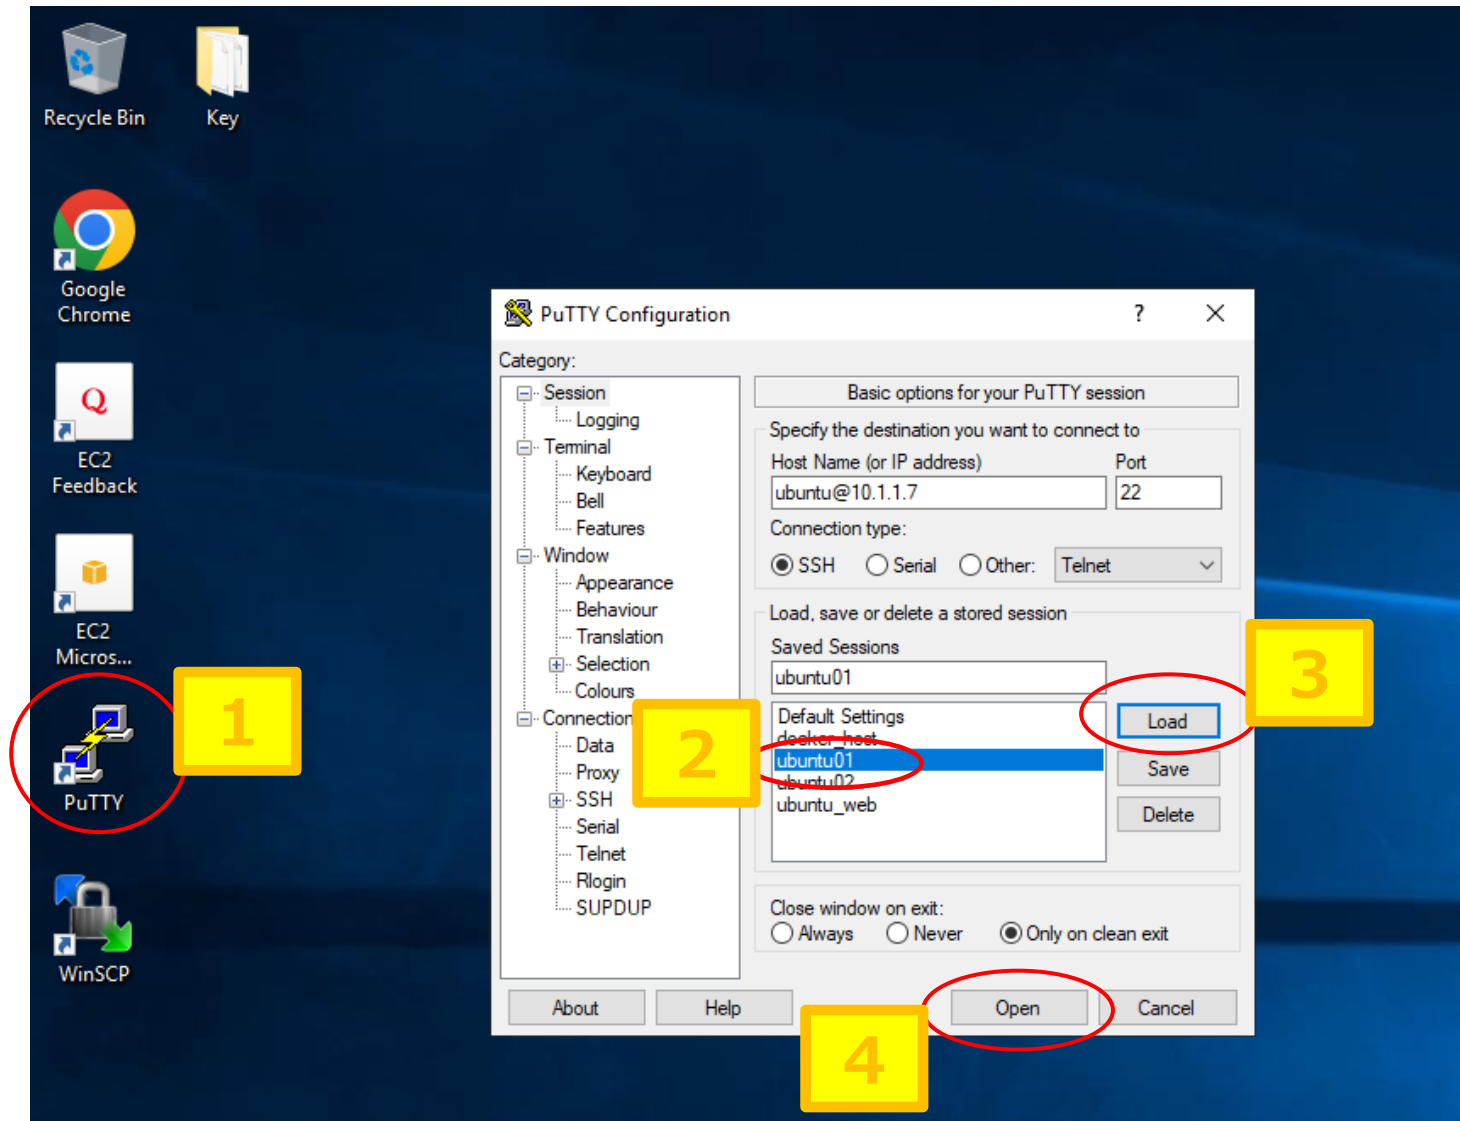 Recycle Bin
Key
Google
Chrome
EC2
Feedback
EC2
Micros...
1
PuTTY
WinSCP
PuTTY Configuration
?
Category:
Session
Logging
Terminal
Keyboard
Bell
Features
Window
Appearance
Behaviour
Translation
Selection
Colours
Connection
Data
Proxy
SSH
Serial
Telnet
Rlogin
SUPDUP
Basic options for your PuTTY session
Specify the destination you want to connect to
Host Name (or IP address) Port
ubuntu@10.1.1.7 22
Connection type:
SSH Serial Other: Telnet
Load, save or delete a stored session
Saved Sessions
ubuntu01
Default Settings
docker_host
ubuntu01
ubuntu02
ubuntu_web
2
Load
3
Save
Delete
Close window on exit:
Always Never Only on clean exit
About Help Open Cancel
4